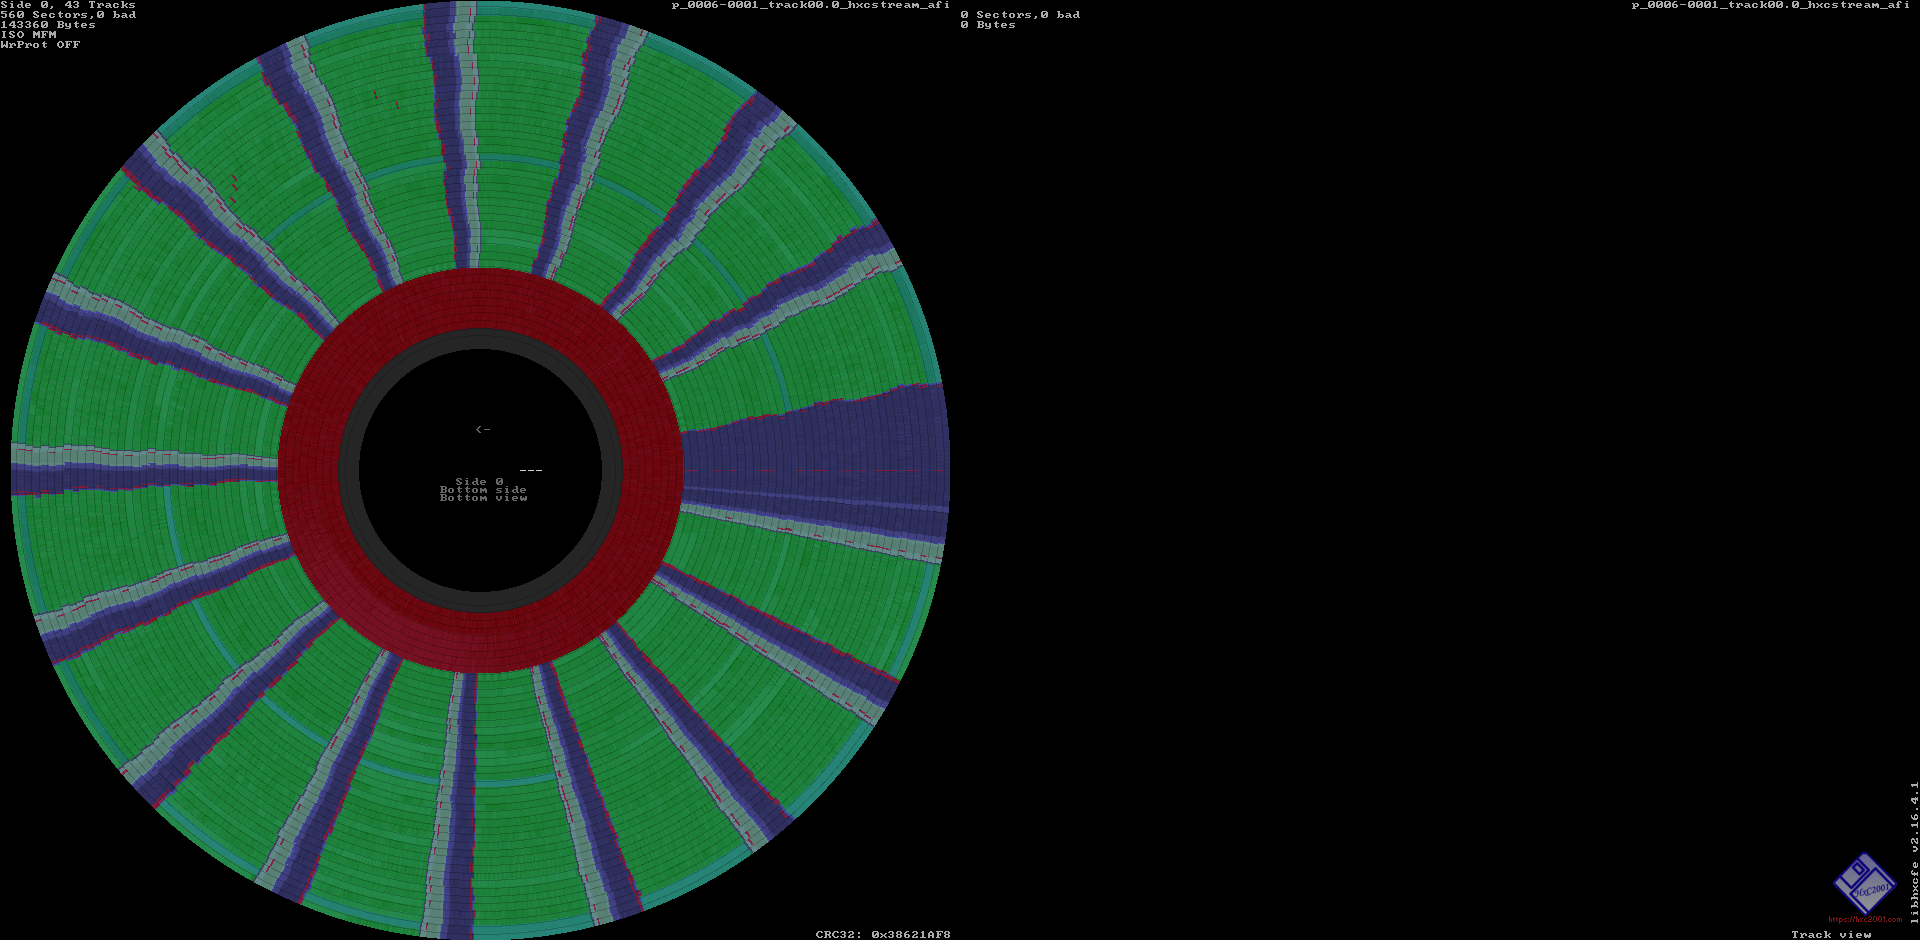 Side 0, 43 Tracks
560 Sectors,0 bad
143360 Bytes
ISO MFM
WrProt OFF
p_0006-0001_track00.0_hxcstream_afi
0 Sectors,0 bad
0 Bytes
p_0006-0001_track00.0_hxcstream_afi
<-
---
Side 0
Bottom side
Bottom view
libhxcfe v2.16.4.1
HxC2001
https://hxc2001.com
CRC32: 0x38621AF8
Track view